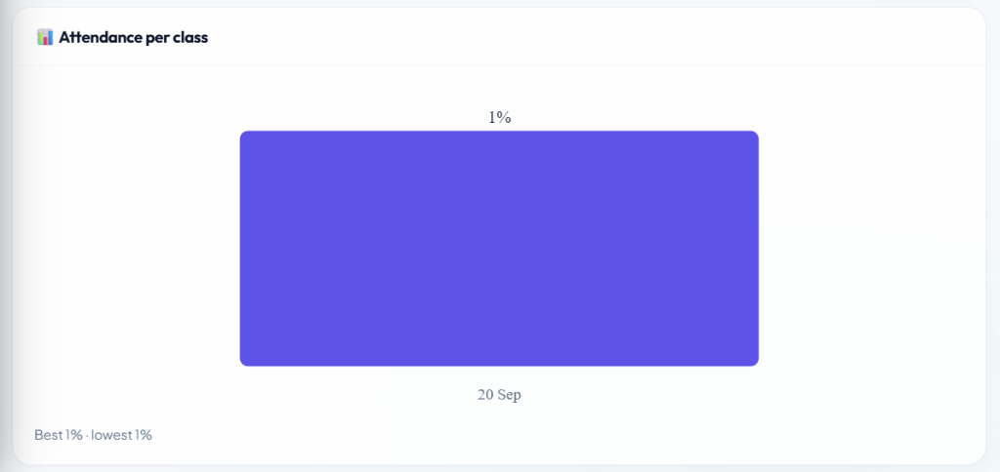 Attendance per class
1%
20 Sep
Best 1% · lowest 1%